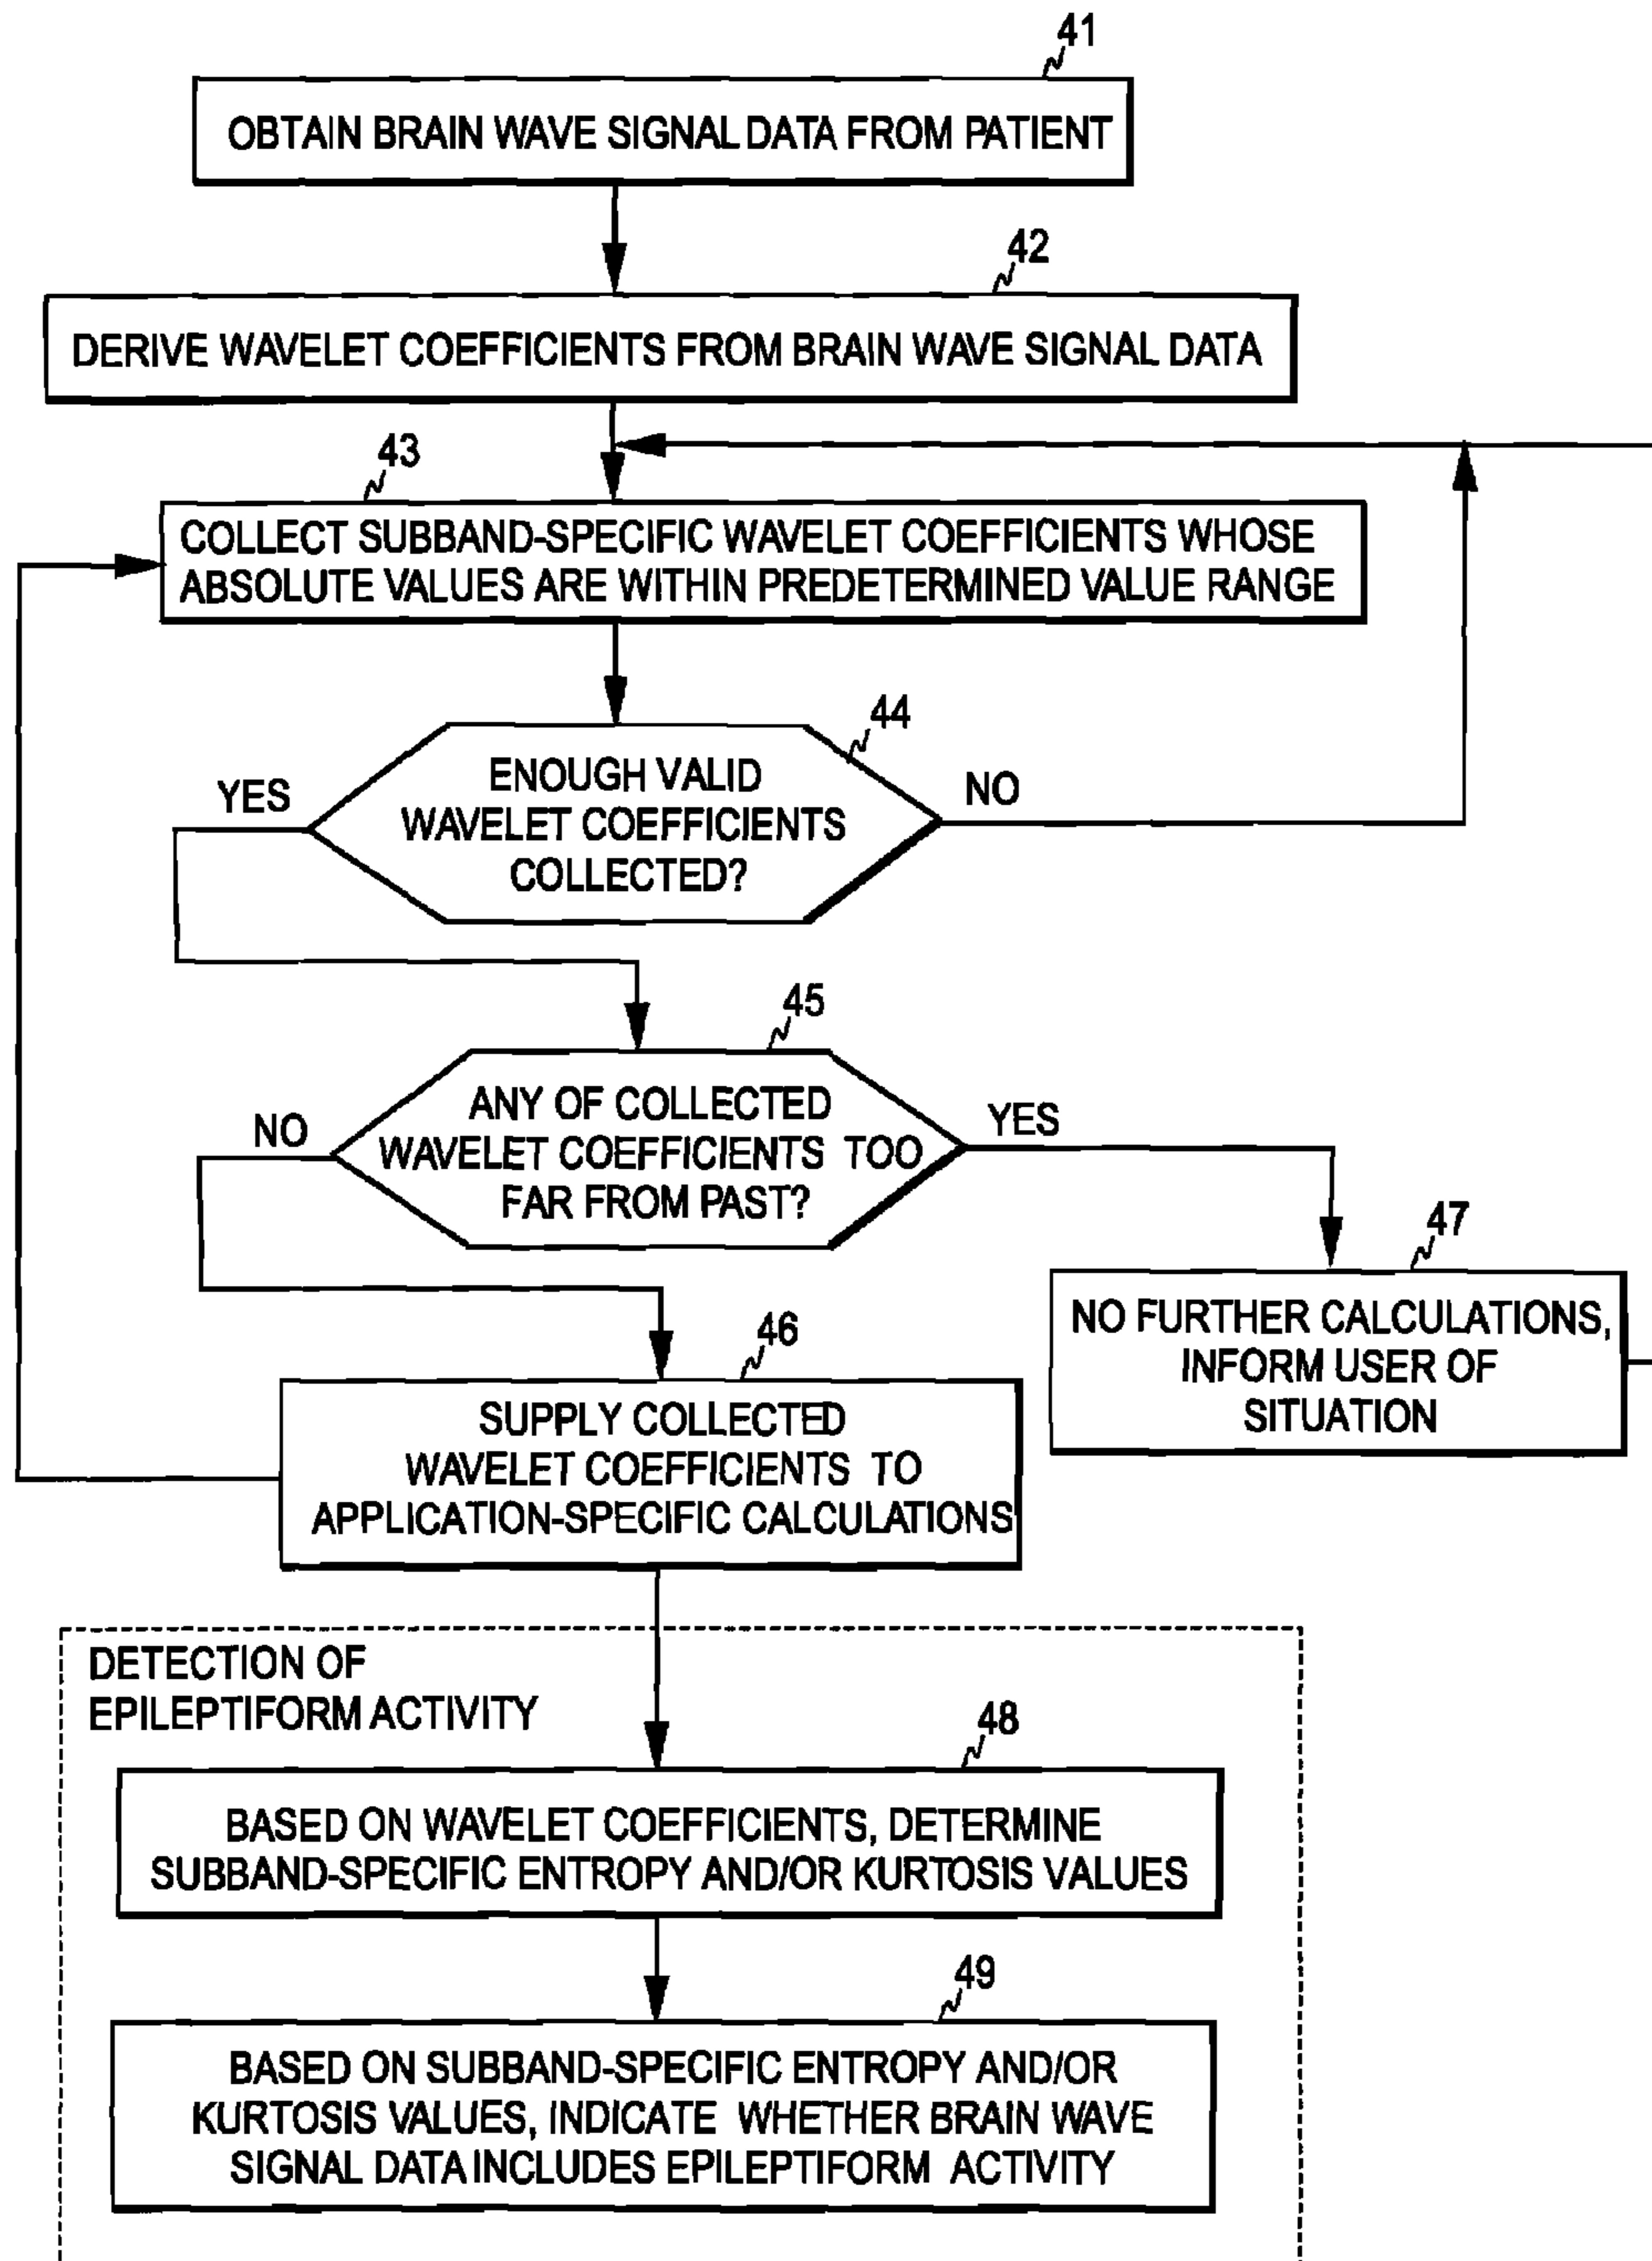 41
OBTAIN BRAIN WAVE SIGNAL DATA FROM PATIENT
42
DERIVE WAVELET COEFFICIENTS FROM BRAIN WAVE SIGNAL DATA
43
COLLECT SUBBAND-SPECIFIC WAVELET COEFFICIENTS WHOSE
ABSOLUTE VALUES ARE WITHIN PREDETERMINED VALUE RANGE
44
YES
ENOUGH VALID
WAVELET COEFFICIENTS
COLLECTED?
NO
45
NO
ANY OF COLLECTED
WAVELET COEFFICIENTS TOO
FAR FROM PAST?
YES
47
NO FURTHER CALCULATIONS,
INFORM USER OF
SITUATION
46
SUPPLY COLLECTED
WAVELET COEFFICIENTS TO
APPLICATION-SPECIFIC CALCULATIONS
DETECTION OF
EPILEPTIFORM ACTIVITY
48
BASED ON WAVELET COEFFICIENTS, DETERMINE
SUBBAND-SPECIFIC ENTROPY AND/OR KURTOSIS VALUES
49
BASED ON SUBBAND-SPECIFIC ENTROPY AND/OR
KURTOSIS VALUES, INDICATE WHETHER BRAIN WAVE
SIGNAL DATA INCLUDES EPILEPTIFORM ACTIVITY